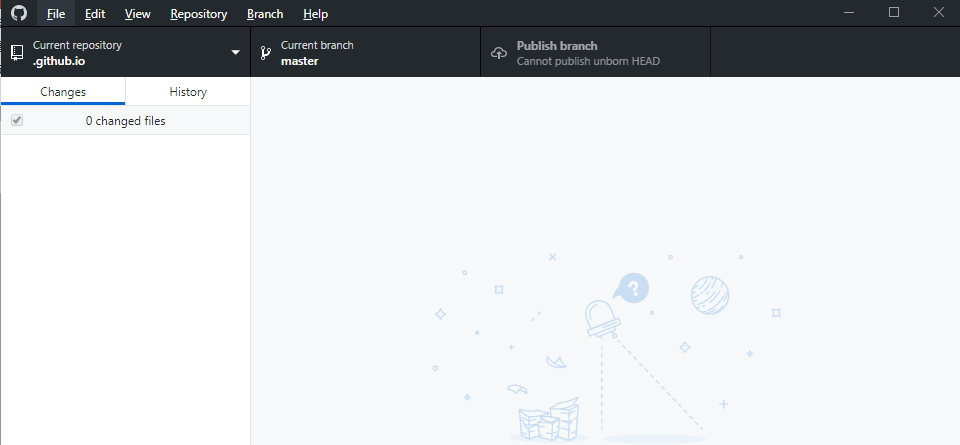 File Edit View Repository Branch Help
Current repository
.github.io
Current branch
master
Publish branch
Cannot publish unborn HEAD
Changes History
0 changed files
?